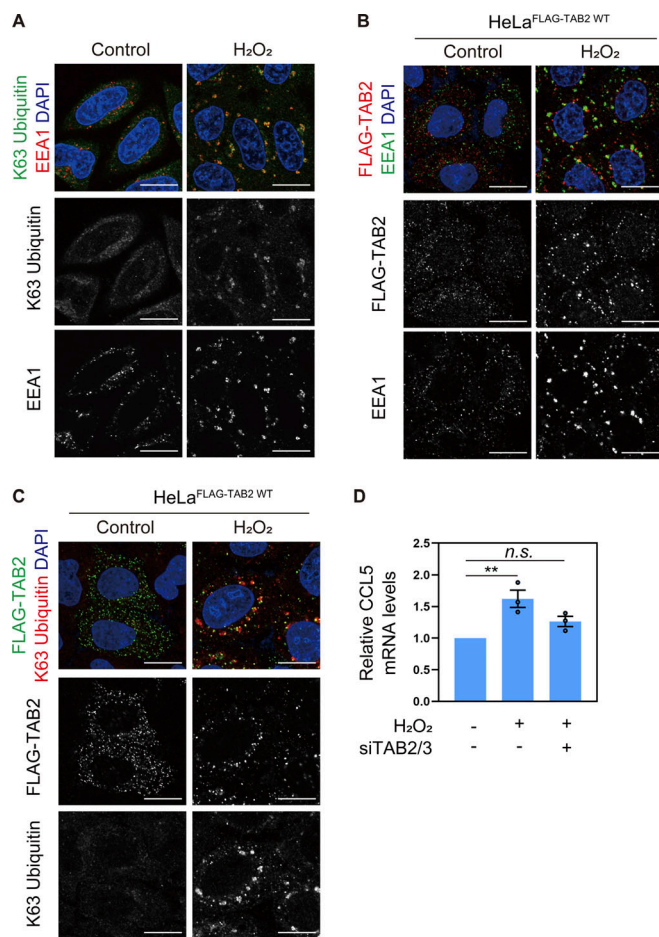 A
Control
H₂O₂
K63 Ubiquitin
EEA1 DAPI
K63 Ubiquitin
EEA1
B
HeLaFLAG-TAB2 WT
Control
H₂O₂
FLAG-TAB2
EEA1 DAPI
FLAG-TAB2
EEA1
C
HeLaFLAG-TAB2 WT
Control
H₂O₂
FLAG-TAB2
K63 Ubiquitin DAPI
FLAG-TAB2
K63 Ubiquitin
D
Relative CCL5
mRNA levels
2.5
2.0
1.5
1.0
0.5
0.0
n.s.
**
H₂O₂ - + +
siTAB2/3 - - +